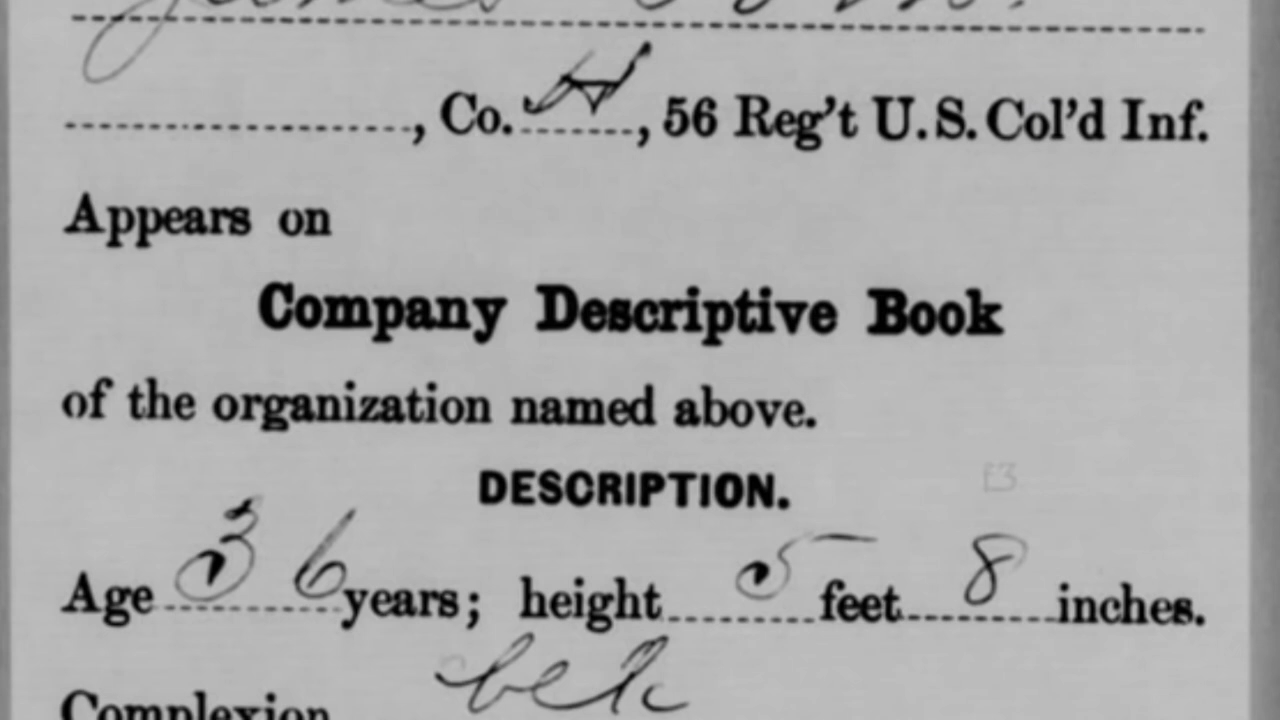 James
, Co. H, 56 Reg't U.S. Col'd Inf.
Appears on
Company Descriptive Book
of the organization named above.
DESCRIPTION.
Age 36 years; height 5 feet 8 inches.
Complexion